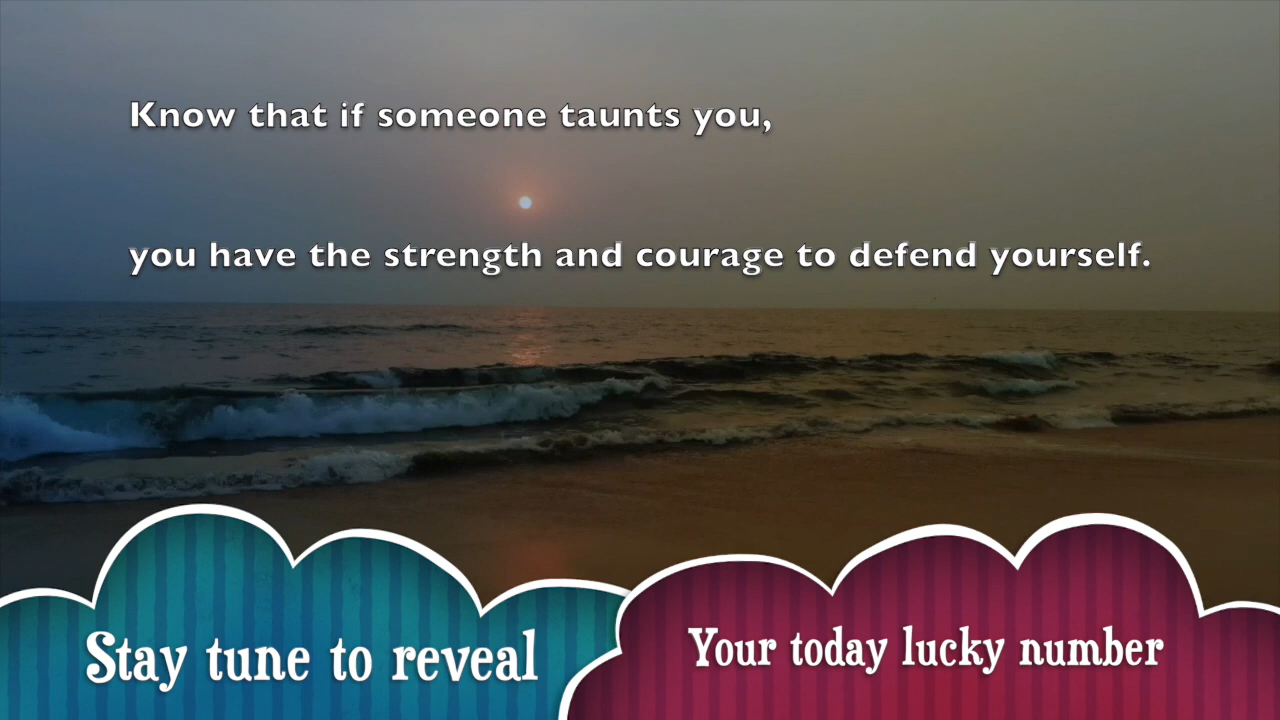 Know that if someone taunts you,
you have the strength and courage to defend yourself.
Stay tune to reveal
Your today lucky number